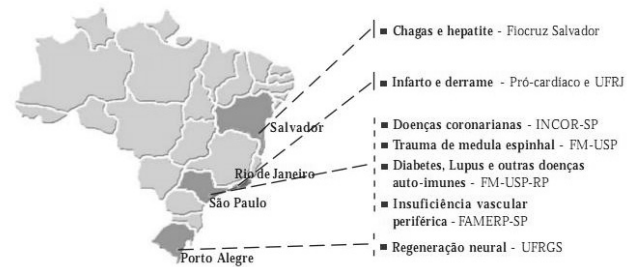 Chagas e hepatite - Fiocruz Salvador
Infarto e derrame - Pró-cardíaco e UFRJ
Salvador
Doenças coronarianas - INCOR-SP
Trauma de medula espinhal - FM-USP
Diabetes, Lupus e outras doenças
auto-imunes - FM-USP-RP
Rio de Janeiro
São Paulo
Insuficiência vascular
periférica - FAMERP-SP
Regeneração neural - UFRGS
Porto Alegre